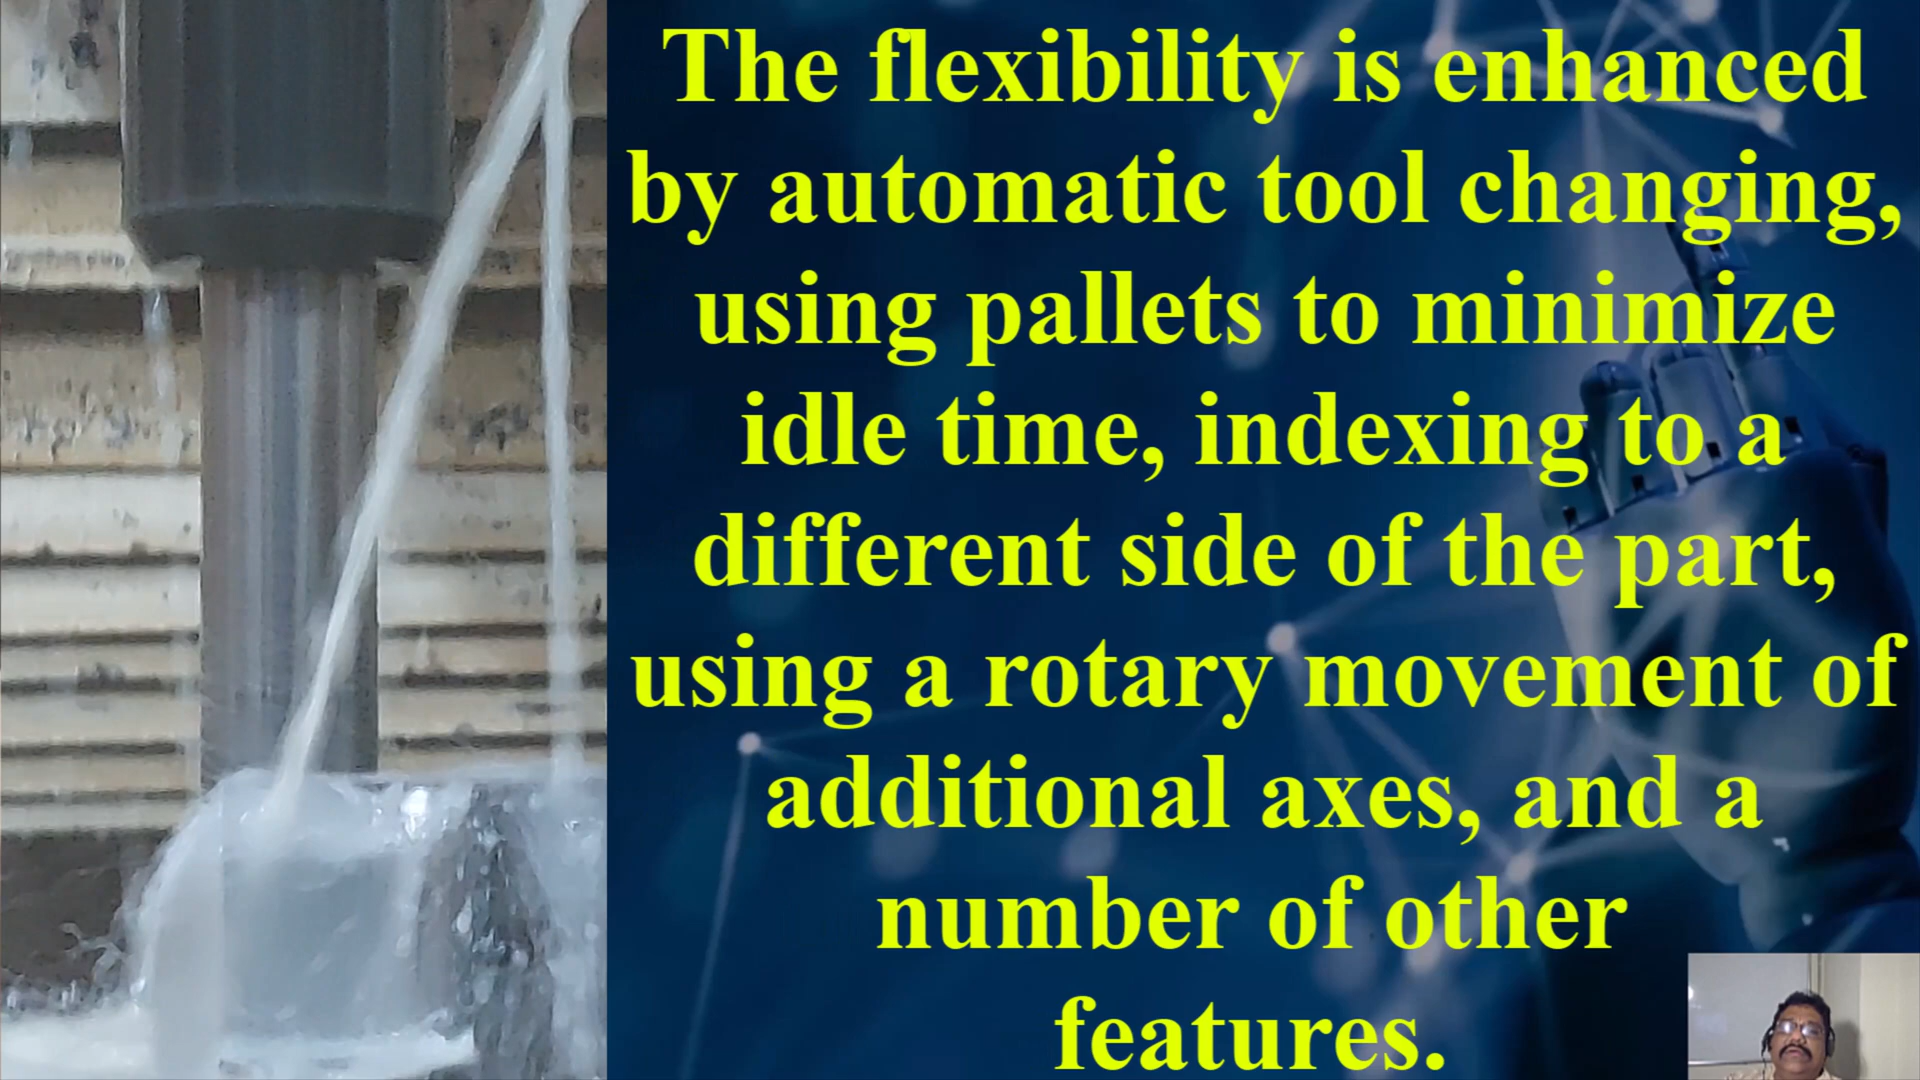 The flexibility is enhanced
by automatic tool changing,
using pallets to minimize
idle time, indexing to a
different side of the part,
using a rotary movement of
additional axes, and a
number of other
features.